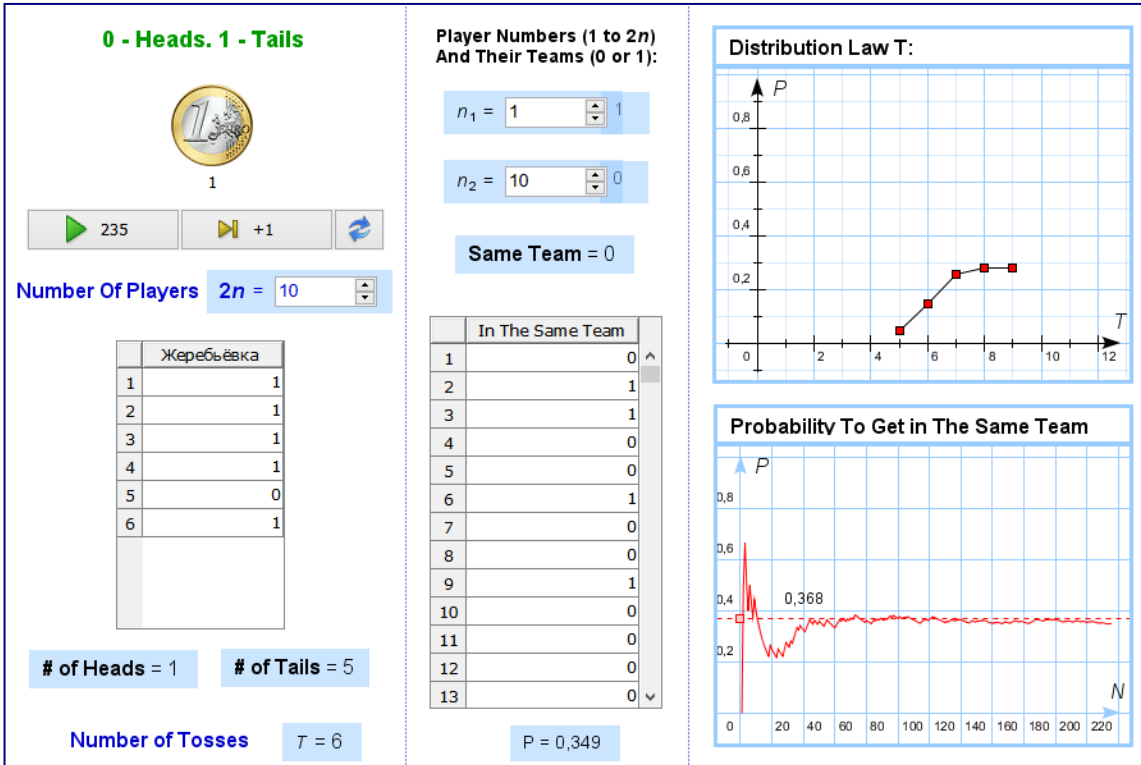 0 - Heads. 1 - Tails
1 EURO
1
235
+1
Number Of Players 2n = 10
Жеребьёвка
1 1
2 1
3 1
4 1
5 0
6 1
# of Heads = 1
# of Tails = 5
Number of Tosses
T = 6
Player Numbers (1 to 2n)
And Their Teams (0 or 1):
n1 = 1 1
n2 = 10 0
Same Team = 0
In The Same Team
1 0
2 1
3 1
4 0
5 0
6 1
7 0
8 0
9 1
10 0
11 0
12 0
13 0
P = 0,349
Distribution Law T:
P
0,8
0,6
0,4
0,2
T
0 2 4 6 8 10 12
Probability To Get in The Same Team
P
0,8
0,6
0,4
0,368
0,2
N
0 20 40 60 80 100 120 140 160 180 200 220